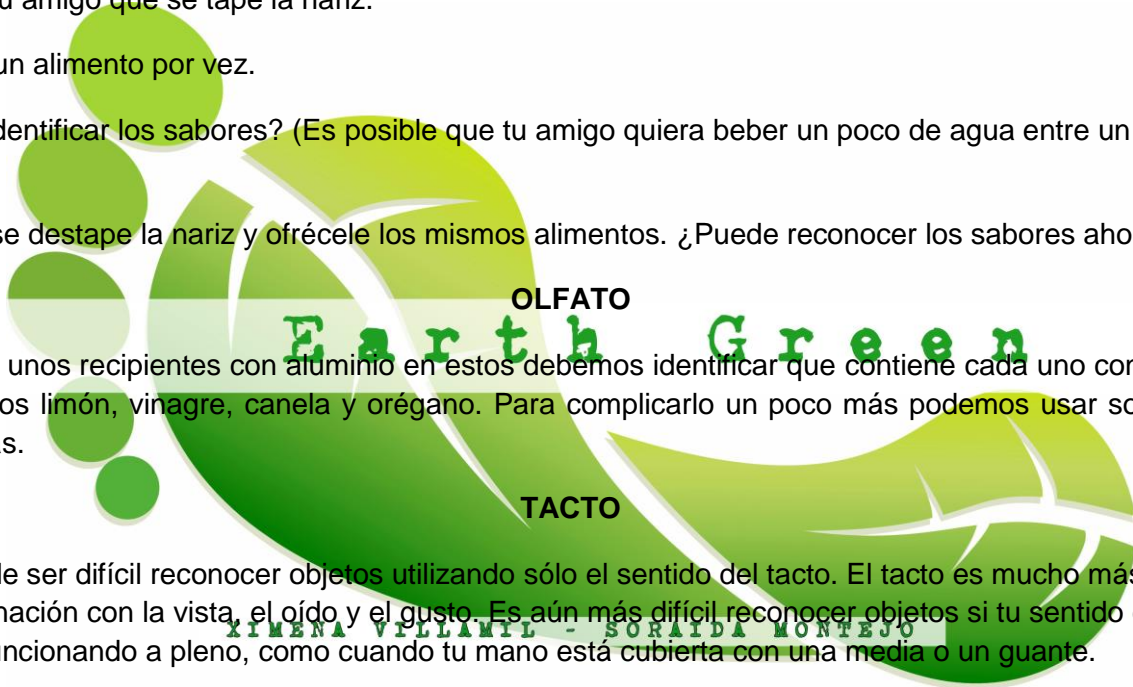 u amigo que se tape la nariz.
un alimento por vez.
dentificar los sabores? (Es posible que tu amigo quiera beber un poco de agua entre un
se destape la nariz y ofrécele los mismos alimentos. ¿Puede reconocer los sabores aho
OLFATO
Earth Green
unos recipientes con aluminio en estos debemos identificar que contiene cada uno con
os limón, vinagre, canela y orégano. Para complicarlo un poco más podemos usar so
as.
TACTO
de ser difícil reconocer objetos utilizando sólo el sentido del tacto. El tacto es mucho más
nación con la vista, el oído y el gusto. Es aún más difícil reconocer objetos si tu sentido
XIMENA VILLAMIL - SORAIDA MONTEJO
uncionando a pleno, como cuando tu mano está cubierta con una media o un guante.